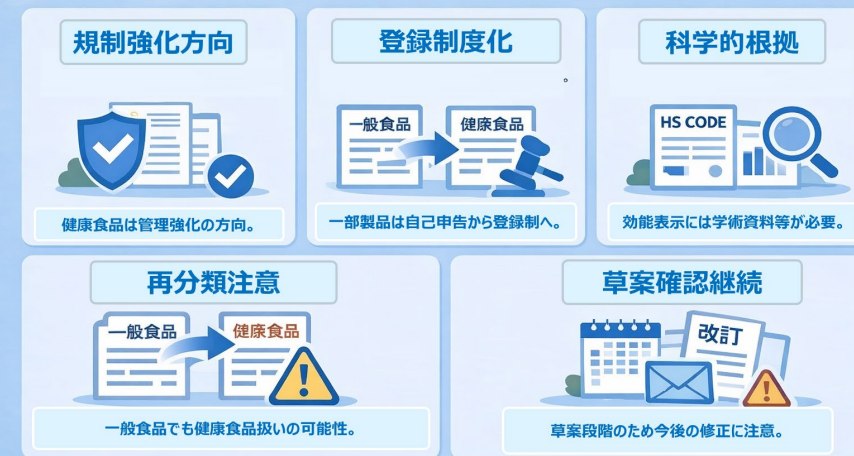 規制強化方向
健康食品は管理強化の方向。
登録制度化
。
一般食品
健康食品
一部製品は自己申告から登録制へ。
科学的根拠
HS CODE
効能表示には学術資料等が必要。
再分類注意
一般食品
健康食品
一般食品でも健康食品扱いの可能性。
草案確認継続
改訂
草案段階のため今後の修正に注意。